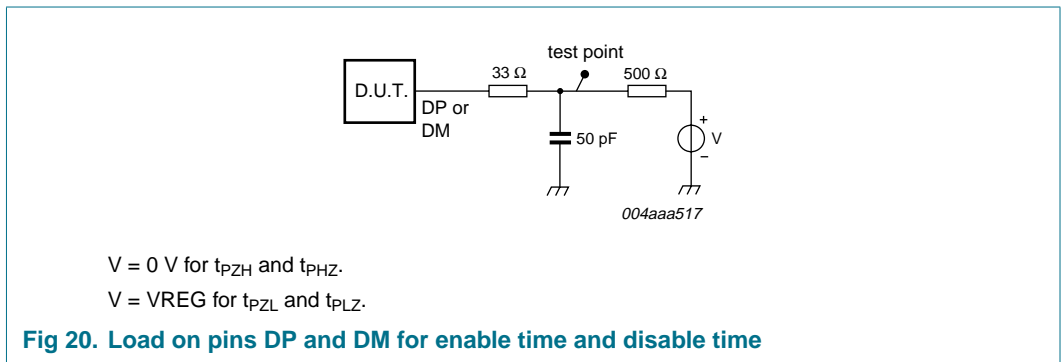 test point
33 Ω
500 Ω
D.U.T.
DP or
DM
50 pF
+
V
−
004aaa517
V = 0 V for tPZH and tPHZ.
V = VREG for tPZL and tPLZ.
Fig 20. Load on pins DP and DM for enable time and disable time